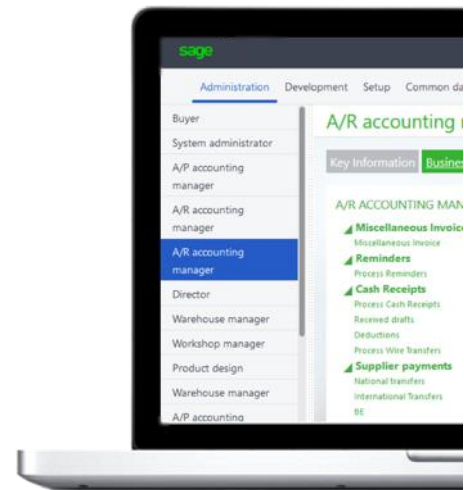 sage
Administration Development Setup Common da
Buyer
System administrator
A/P accounting
manager
A/R accounting
manager
A/R accounting
manager
Director
Warehouse manager
Workshop manager
Product design
Warehouse manager
A/P accounting
A/R accounting
Key Information Busines
A/R ACCOUNTING MAN
Miscellaneous Invoice
Miscellaneous Invoice
Reminders
Process Reminders
Cash Receipts
Process Cash Receipts
Received drafts
Deductions
Process Wire Transfers
Supplier payments
National transfers
International Transfers
BE